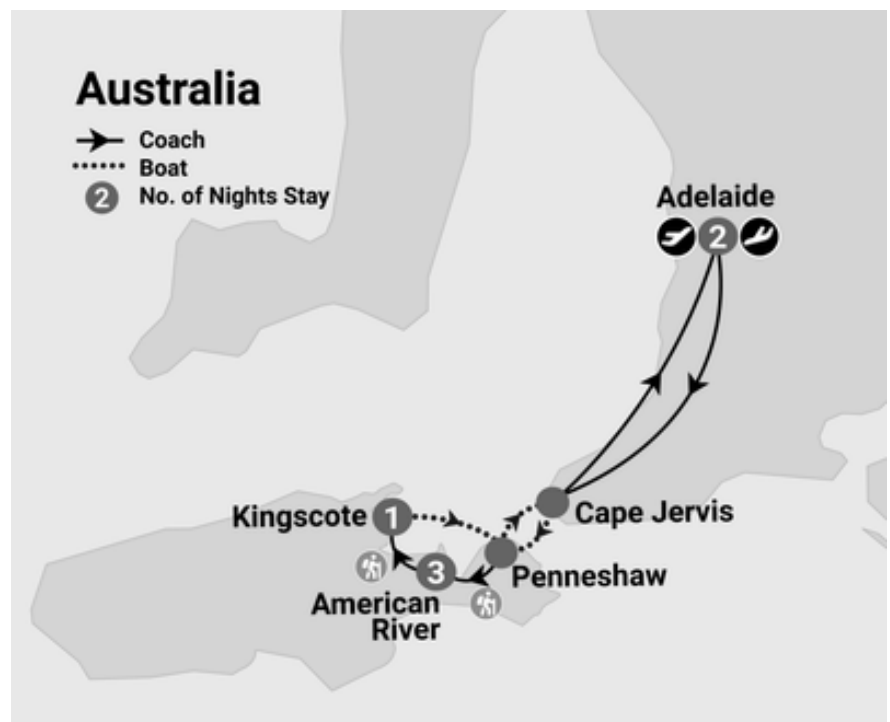 Australia
Coach
Boat
2 No. of Nights Stay
Adelaide
2
Kingscote 1
Cape Jervis
3
Penneshaw
American
River